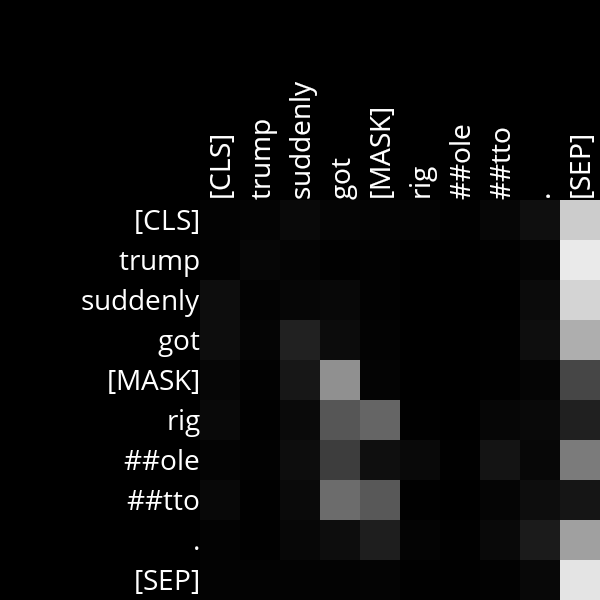 [CLS] trump suddenly got [MASK] rig ##ole ##tto . [SEP]
[CLS]
trump
suddenly
got
[MASK]
rig
##ole
##tto
.
[SEP]